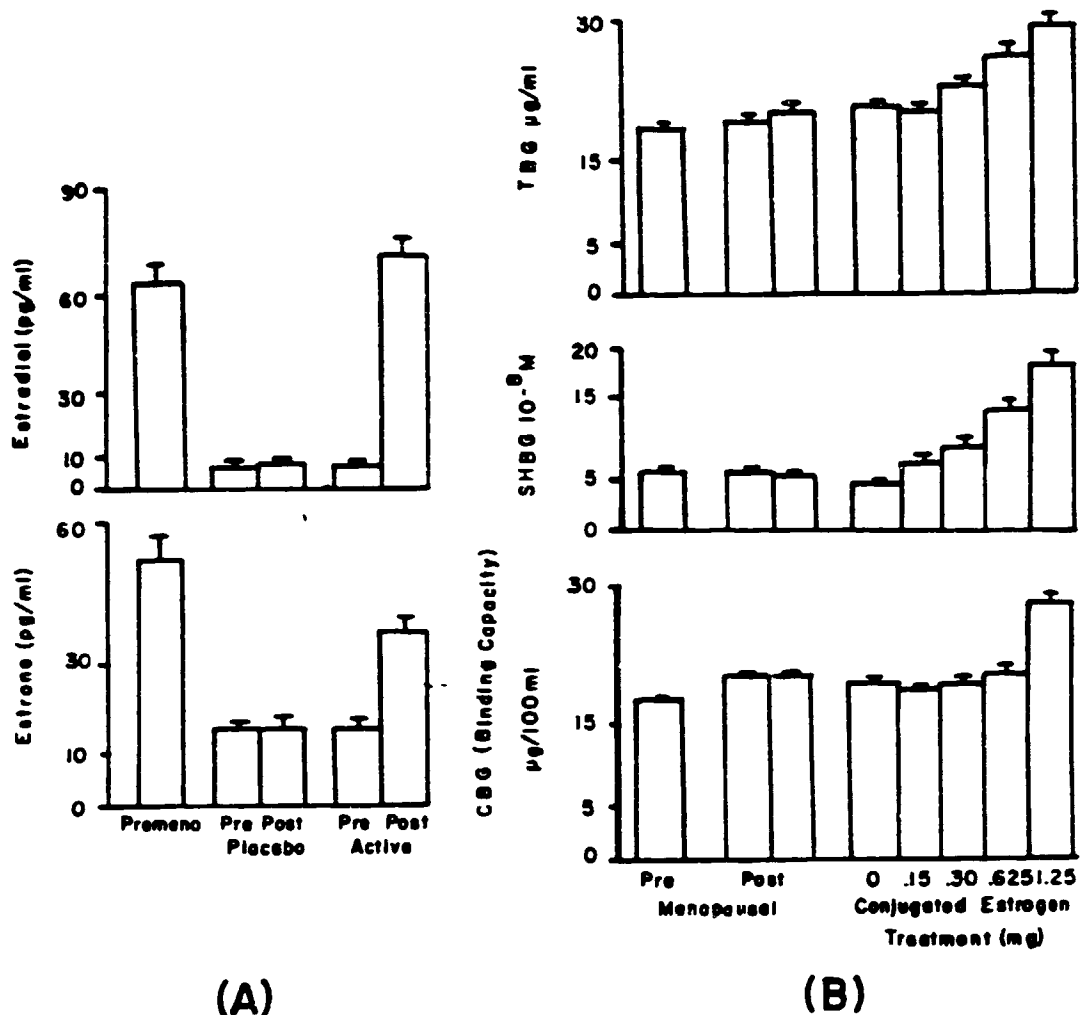 90
60
30
10
0
Estradiol (pg/ml)
60
30
10
0
Estrone (pg/ml)
Premeno Pre Post Pre Post
Placebo Active
(A)
30
15
5
0
TBG µg/ml
20
15
5
0
SHBG 10-8M
30
15
5
0
CBG (Binding Capacity)
µg/100ml
Pre Post 0 .15 .30 .625 1.25
Menopausal Conjugated Estrogen
Treatment (mg)
(B)